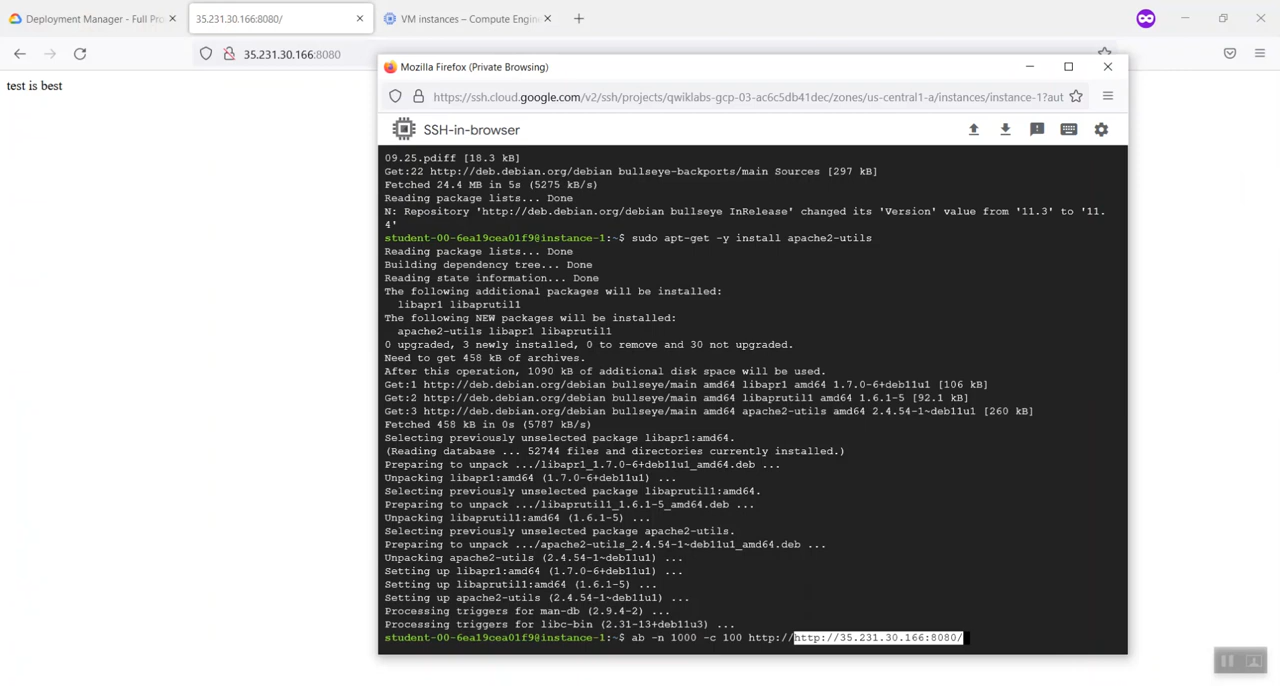 Deployment Manager - Full Pro
35.231.30.166:8080/
VM instances – Compute Engin
35.231.30.166:8080
test is best
Mozilla Firefox (Private Browsing)
https://ssh.cloud.google.com/v2/ssh/projects/qwiklabs-gcp-03-ac6c5db41dec/zones/us-central1-a/instances/instance-1?aut
SSH-in-browser
09.25.pdiff [18.3 kB]
Get:22 http://deb.debian.org/debian bullseye-backports/main Sources [297 kB]
Fetched 24.4 MB in 5s (5275 kB/s)
Reading package lists... Done
N: Repository 'http://deb.debian.org/debian bullseye InRelease' changed its 'Version' value from '11.3' to '11.
4'
student-00-6ea19cea01f9@instance-1:~$ sudo apt-get -y install apache2-utils
Reading package lists... Done
Building dependency tree... Done
Reading state information... Done
The following additional packages will be installed:
libapr1 libaprutil1
The following NEW packages will be installed:
apache2-utils libapr1 libaprutil1
0 upgraded, 3 newly installed, 0 to remove and 30 not upgraded.
Need to get 458 kB of archives.
After this operation, 1090 kB of additional disk space will be used.
Get:1 http://deb.debian.org/debian bullseye/main amd64 libapr1 amd64 1.7.0-6+deb11u1 [106 kB]
Get:2 http://deb.debian.org/debian bullseye/main amd64 libaprutil1 amd64 1.6.1-5 [92.1 kB]
Get:3 http://deb.debian.org/debian bullseye/main amd64 apache2-utils amd64 2.4.54-1~deb11u1 [260 kB]
Fetched 458 kB in 0s (5787 kB/s)
Selecting previously unselected package libapr1:amd64.
(Reading database ... 52744 files and directories currently installed.)
Preparing to unpack .../libapr1_1.7.0-6+deb11u1_amd64.deb ...
Unpacking libapr1:amd64 (1.7.0-6+deb11u1) ...
Selecting previously unselected package libaprutil1:amd64.
Preparing to unpack .../libaprutil1_1.6.1-5_amd64.deb ...
Unpacking libaprutil1:amd64 (1.6.1-5) ...
Selecting previously unselected package apache2-utils.
Preparing to unpack .../apache2-utils_2.4.54-1~deb11u1_amd64.deb ...
Unpacking apache2-utils (2.4.54-1~deb11u1) ...
Setting up libapr1:amd64 (1.7.0-6+deb11u1) ...
Setting up libaprutil1:amd64 (1.6.1-5) ...
Setting up apache2-utils (2.4.54-1~deb11u1) ...
Processing triggers for man-db (2.9.4-2) ...
Processing triggers for libc-bin (2.31-13+deb11u3) ...
student-00-6ea19cea01f9@instance-1:~$ ab -n 1000 -c 100 http://http://35.231.30.166:8080/